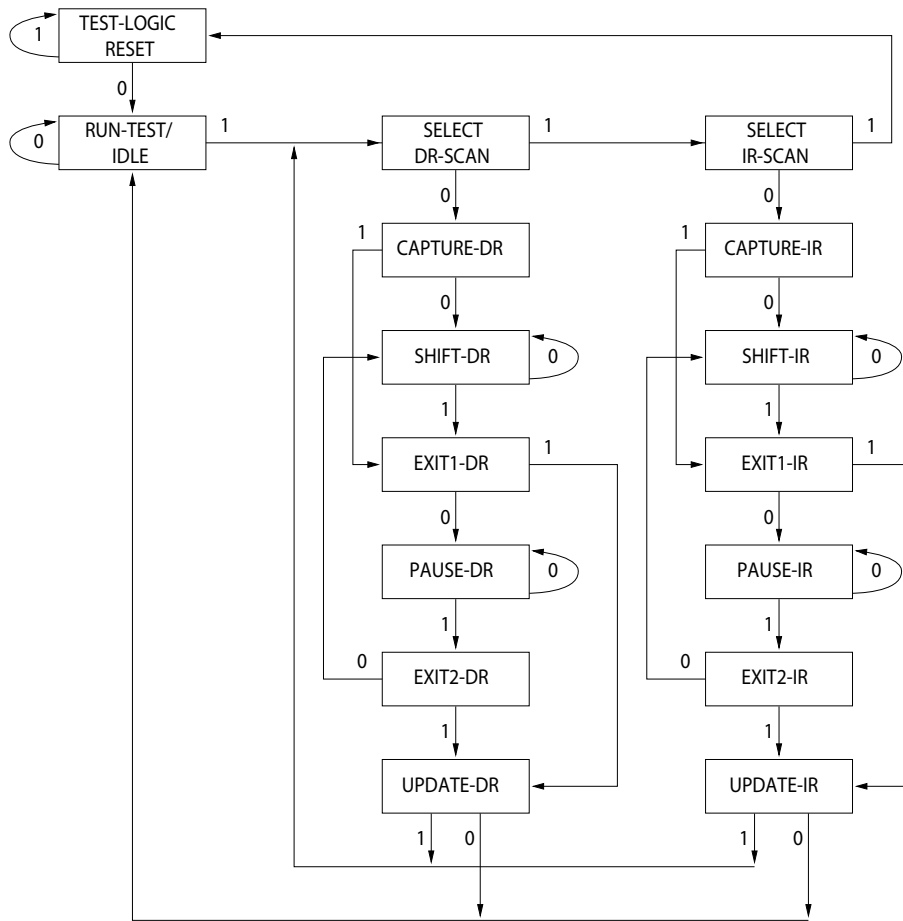 1
TEST-LOGIC
RESET
0
0
RUN-TEST/
IDLE
1
SELECT
DR-SCAN
1
SELECT
IR-SCAN
1
0
0
1
CAPTURE-DR
1
CAPTURE-IR
0
0
SHIFT-DR
0
SHIFT-IR
0
1
1
EXIT1-DR
1
EXIT1-IR
1
0
0
PAUSE-DR
0
PAUSE-IR
0
1
1
0
EXIT2-DR
0
EXIT2-IR
1
1
UPDATE-DR
UPDATE-IR
1
0
1
0